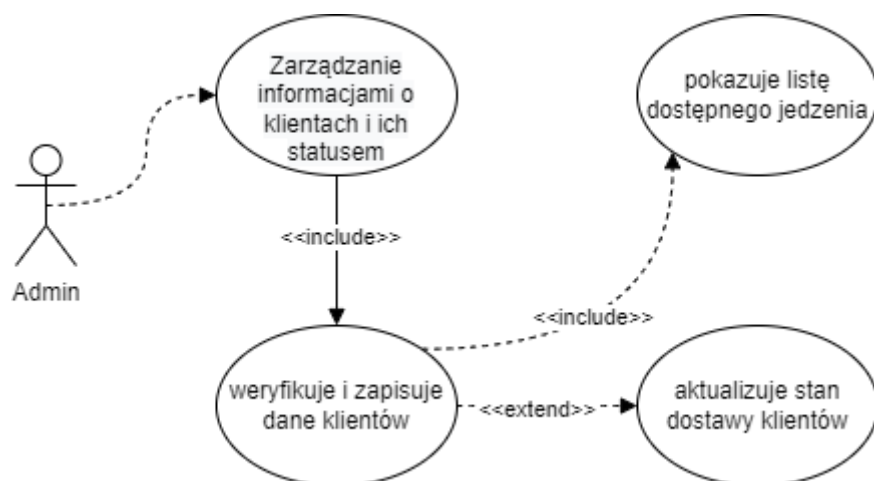 Zarządzanie
informacjami o
klientach i ich
statusem
pokazuje listę
dostępnego jedzenia
Admin
<<include>>
<<include>>
weryfikuje i zapisuje
dane klientów
<<extend>>
aktualizuje stan
dostawy klientów